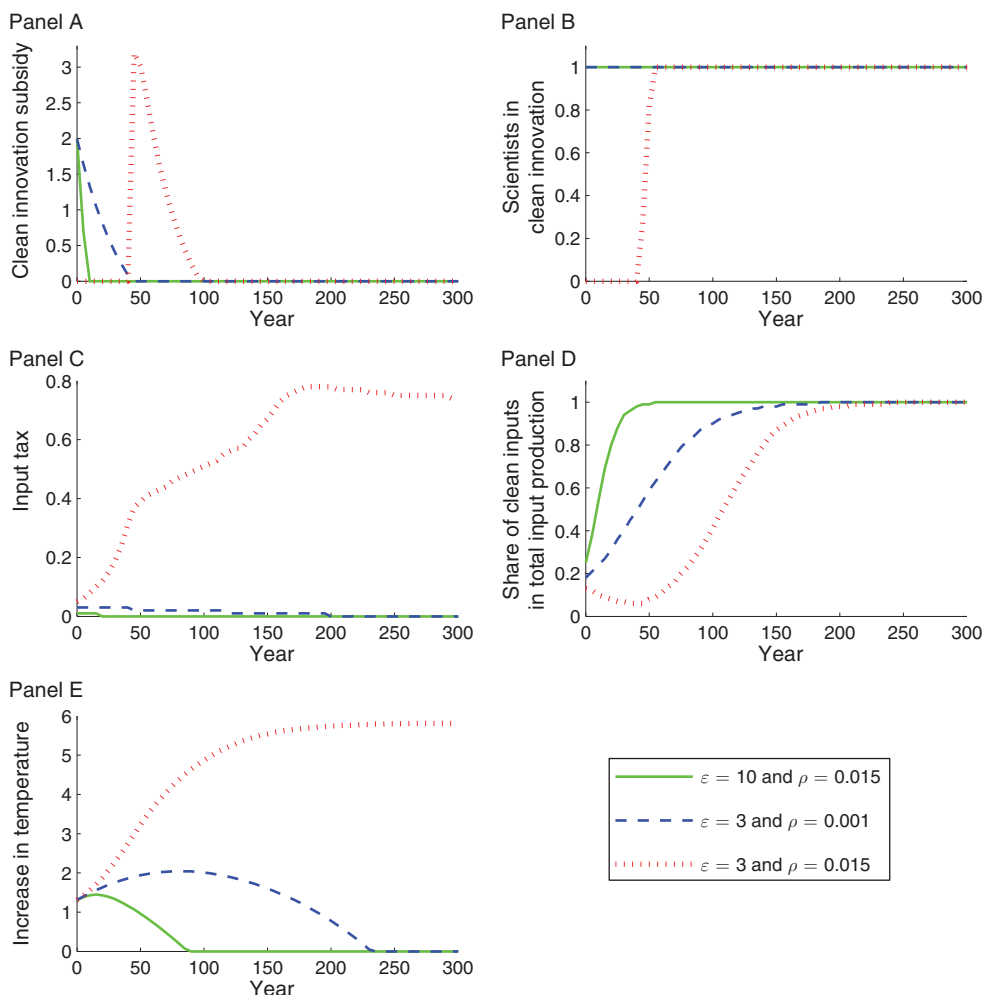 Panel A
Clean innovation subsidy
3
2.5
2
1.5
1
0.5
0
0 50 100 150 200 250 300
Year
Panel B
Scientists in
clean innovation
1
0.8
0.6
0.4
0.2
0
0 50 100 150 200 250 300
Year
Panel C
Input tax
0.8
0.6
0.4
0.2
0
0 50 100 150 200 250 300
Year
Panel D
Share of clean inputs
in total input production
1
0.8
0.6
0.4
0.2
0
0 50 100 150 200 250 300
Year
Panel E
Increase in temperature
6
5
4
3
2
1
0
0 50 100 150 200 250 300
Year
ε = 10 and ρ = 0.015
ε = 3 and ρ = 0.001
ε = 3 and ρ = 0.015